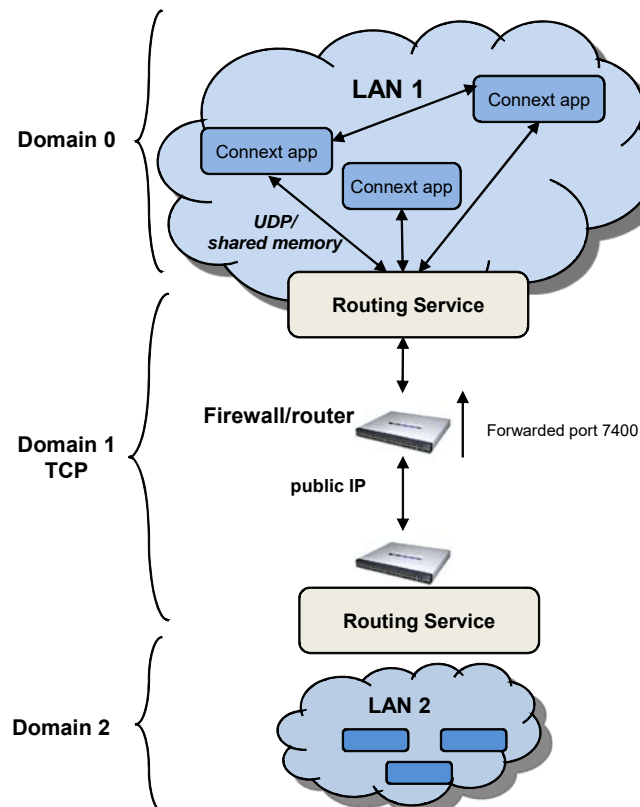 LAN 1
Connext app
Domain 0
Connext app
Connext app
UDP/
shared memory
Routing Service
Firewall/router
Forwarded port 7400
Domain 1
TCP
public IP
Routing Service
LAN 2
Domain 2